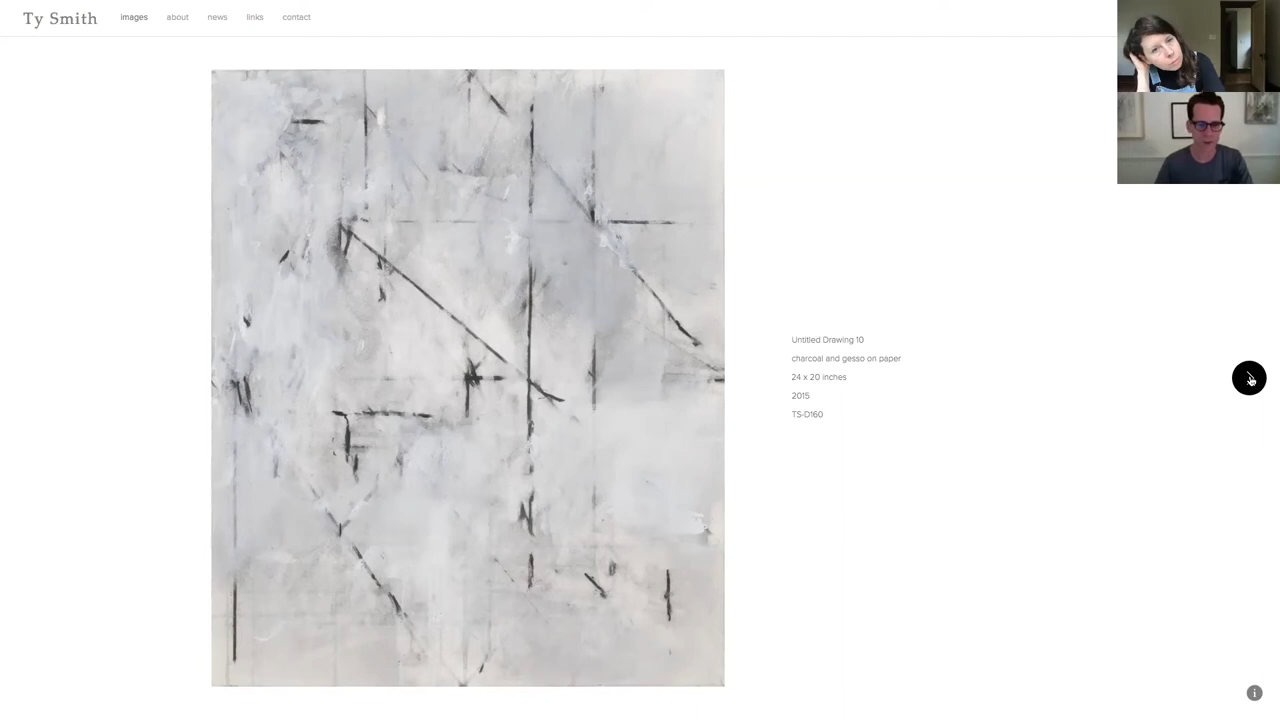 Ty Smith images about news links contact
Untitled Drawing 10
charcoal and gesso on paper
24 x 20 inches
2015
TS-D160
i